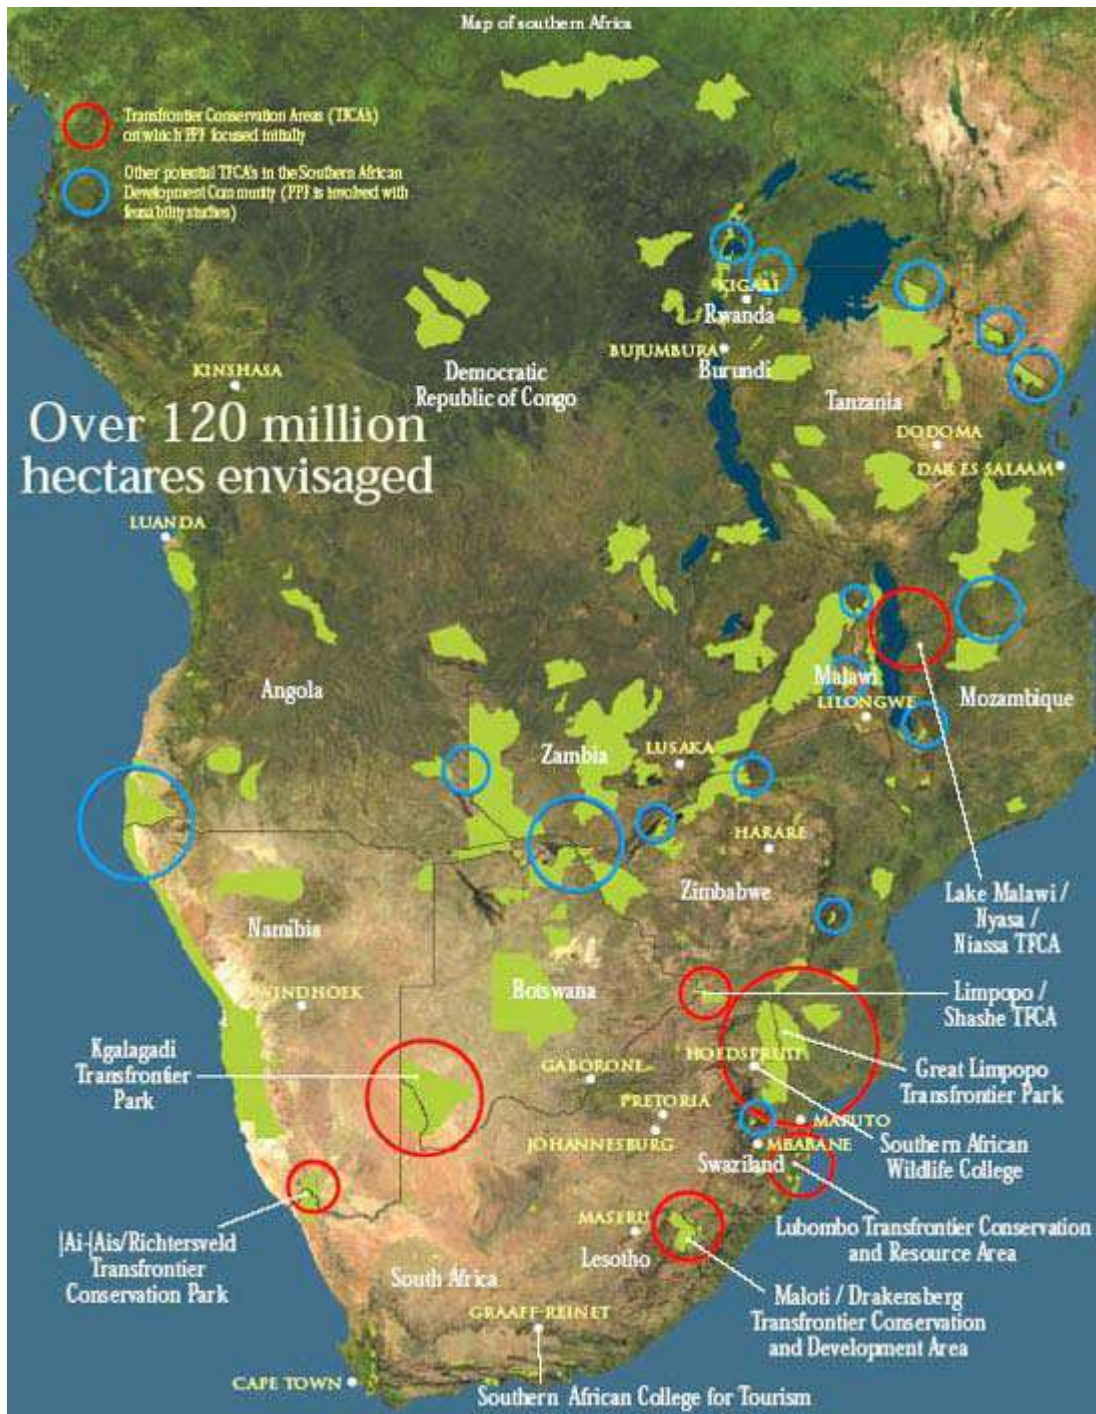 Map of southern Africa
Transfrontier Conservation Areas (TFCA's)
on which PPF focused initially
Other potential TFCA's in the Southern African
Development Community (PPF is involved with
feasability studies)
KIGALI
Rwanda
BUJUMBURA
Burundi
KINSHASA
Democratic
Republic of Congo
Tanzania
Over 120 million
hectares envisaged
DODOMA
DAR ES SALAAM
LUANDA
Angola
Malawi
LILONGWE
Mozambique
Zambia
LUSAKA
HARARE
Zimbabwe
Lake Malawi /
Nyasa /
Niassa TFCA
Namibia
WINDHOEK
Botswana
Limpopo /
Shashe TFCA
Kgalagadi
Transfrontier
Park
GABORONE
HOEDSPRUIT
Great Limpopo
Transfrontier Park
PRETORIA
JOHANNESBURG
MAPUTO
MBABANE
Swaziland
Southern African
Wildlife College
MASERU
Lesotho
Lubombo Transfrontier Conservation
and Resource Area
|Ai-|Ais/Richtersveld
Transfrontier
Conservation Park
South Africa
GRAAFF-REINET
Maloti / Drakensberg
Transfrontier Conservation
and Development Area
CAPE TOWN
Southern African College for Tourism